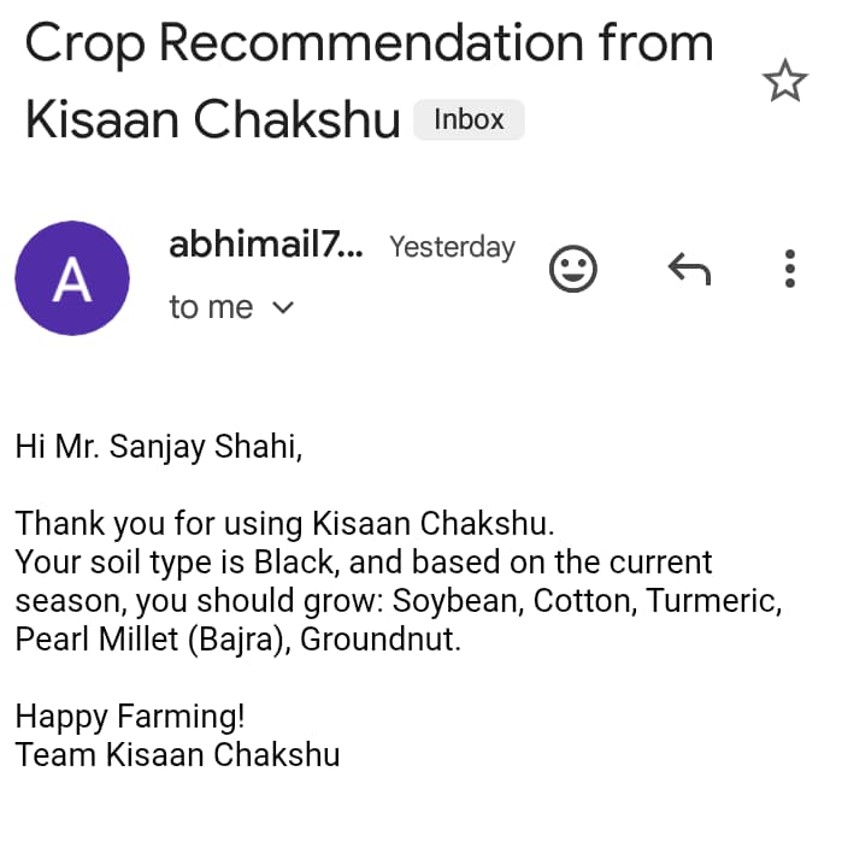 Crop Recommendation from
Kisaan Chakshu Inbox
A
abhimail7... Yesterday
to me
Hi Mr. Sanjay Shahi,
Thank you for using Kisaan Chakshu.
Your soil type is Black, and based on the current
season, you should grow: Soybean, Cotton, Turmeric,
Pearl Millet (Bajra), Groundnut.
Happy Farming!
Team Kisaan Chakshu